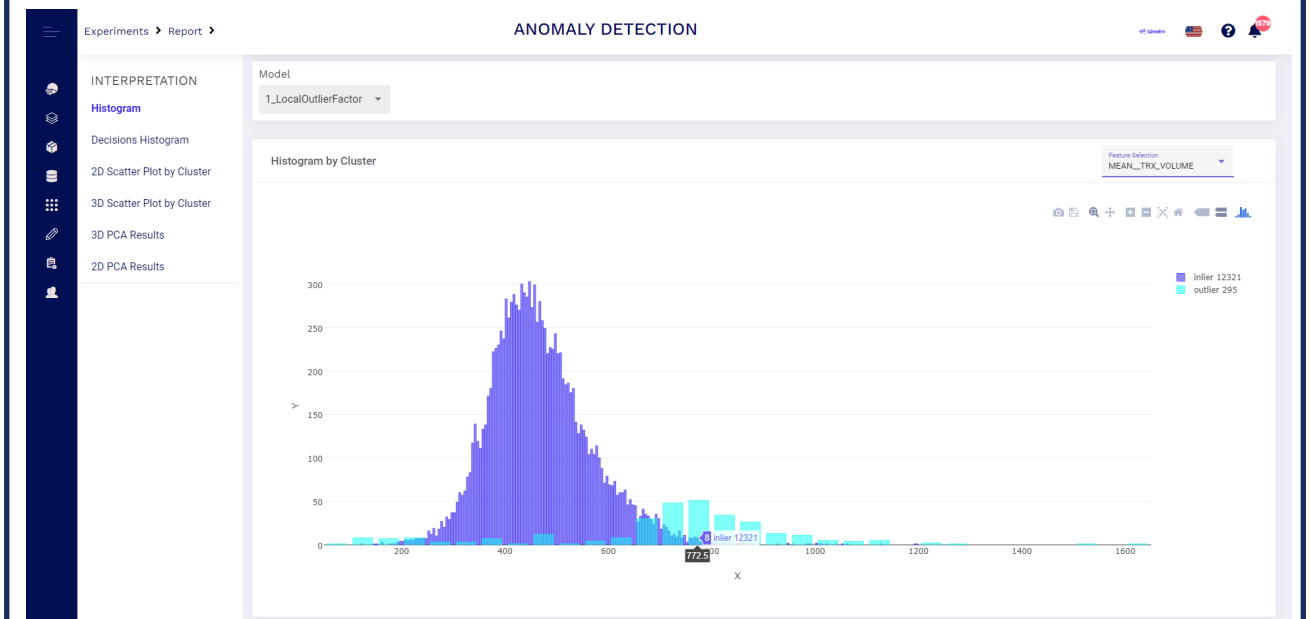 Experiments > Report >
ANOMALY DETECTION
1579
INTERPRETATION
Histogram
Decisions Histogram
2D Scatter Plot by Cluster
3D Scatter Plot by Cluster
3D PCA Results
2D PCA Results
Model
1_LocalOutlierFactor
Histogram by Cluster
Feature Selection
MEAN__TRX_VOLUME
inlier 12321
outlier 295
300
250
200
150
100
50
0
Y
8 inlier 12321
772.5
200
400
600
1000
1200
1400
1600
X